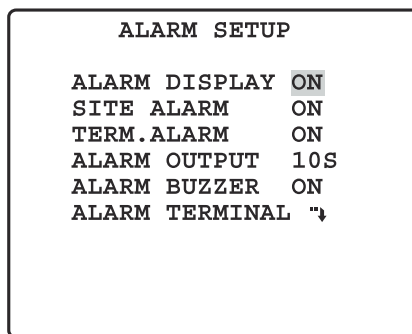 ALARM SETUP
ALARM DISPLAY ON
SITE ALARM ON
TERM.ALARM ON
ALARM OUTPUT 10S
ALARM BUZZER ON
ALARM TERMINAL